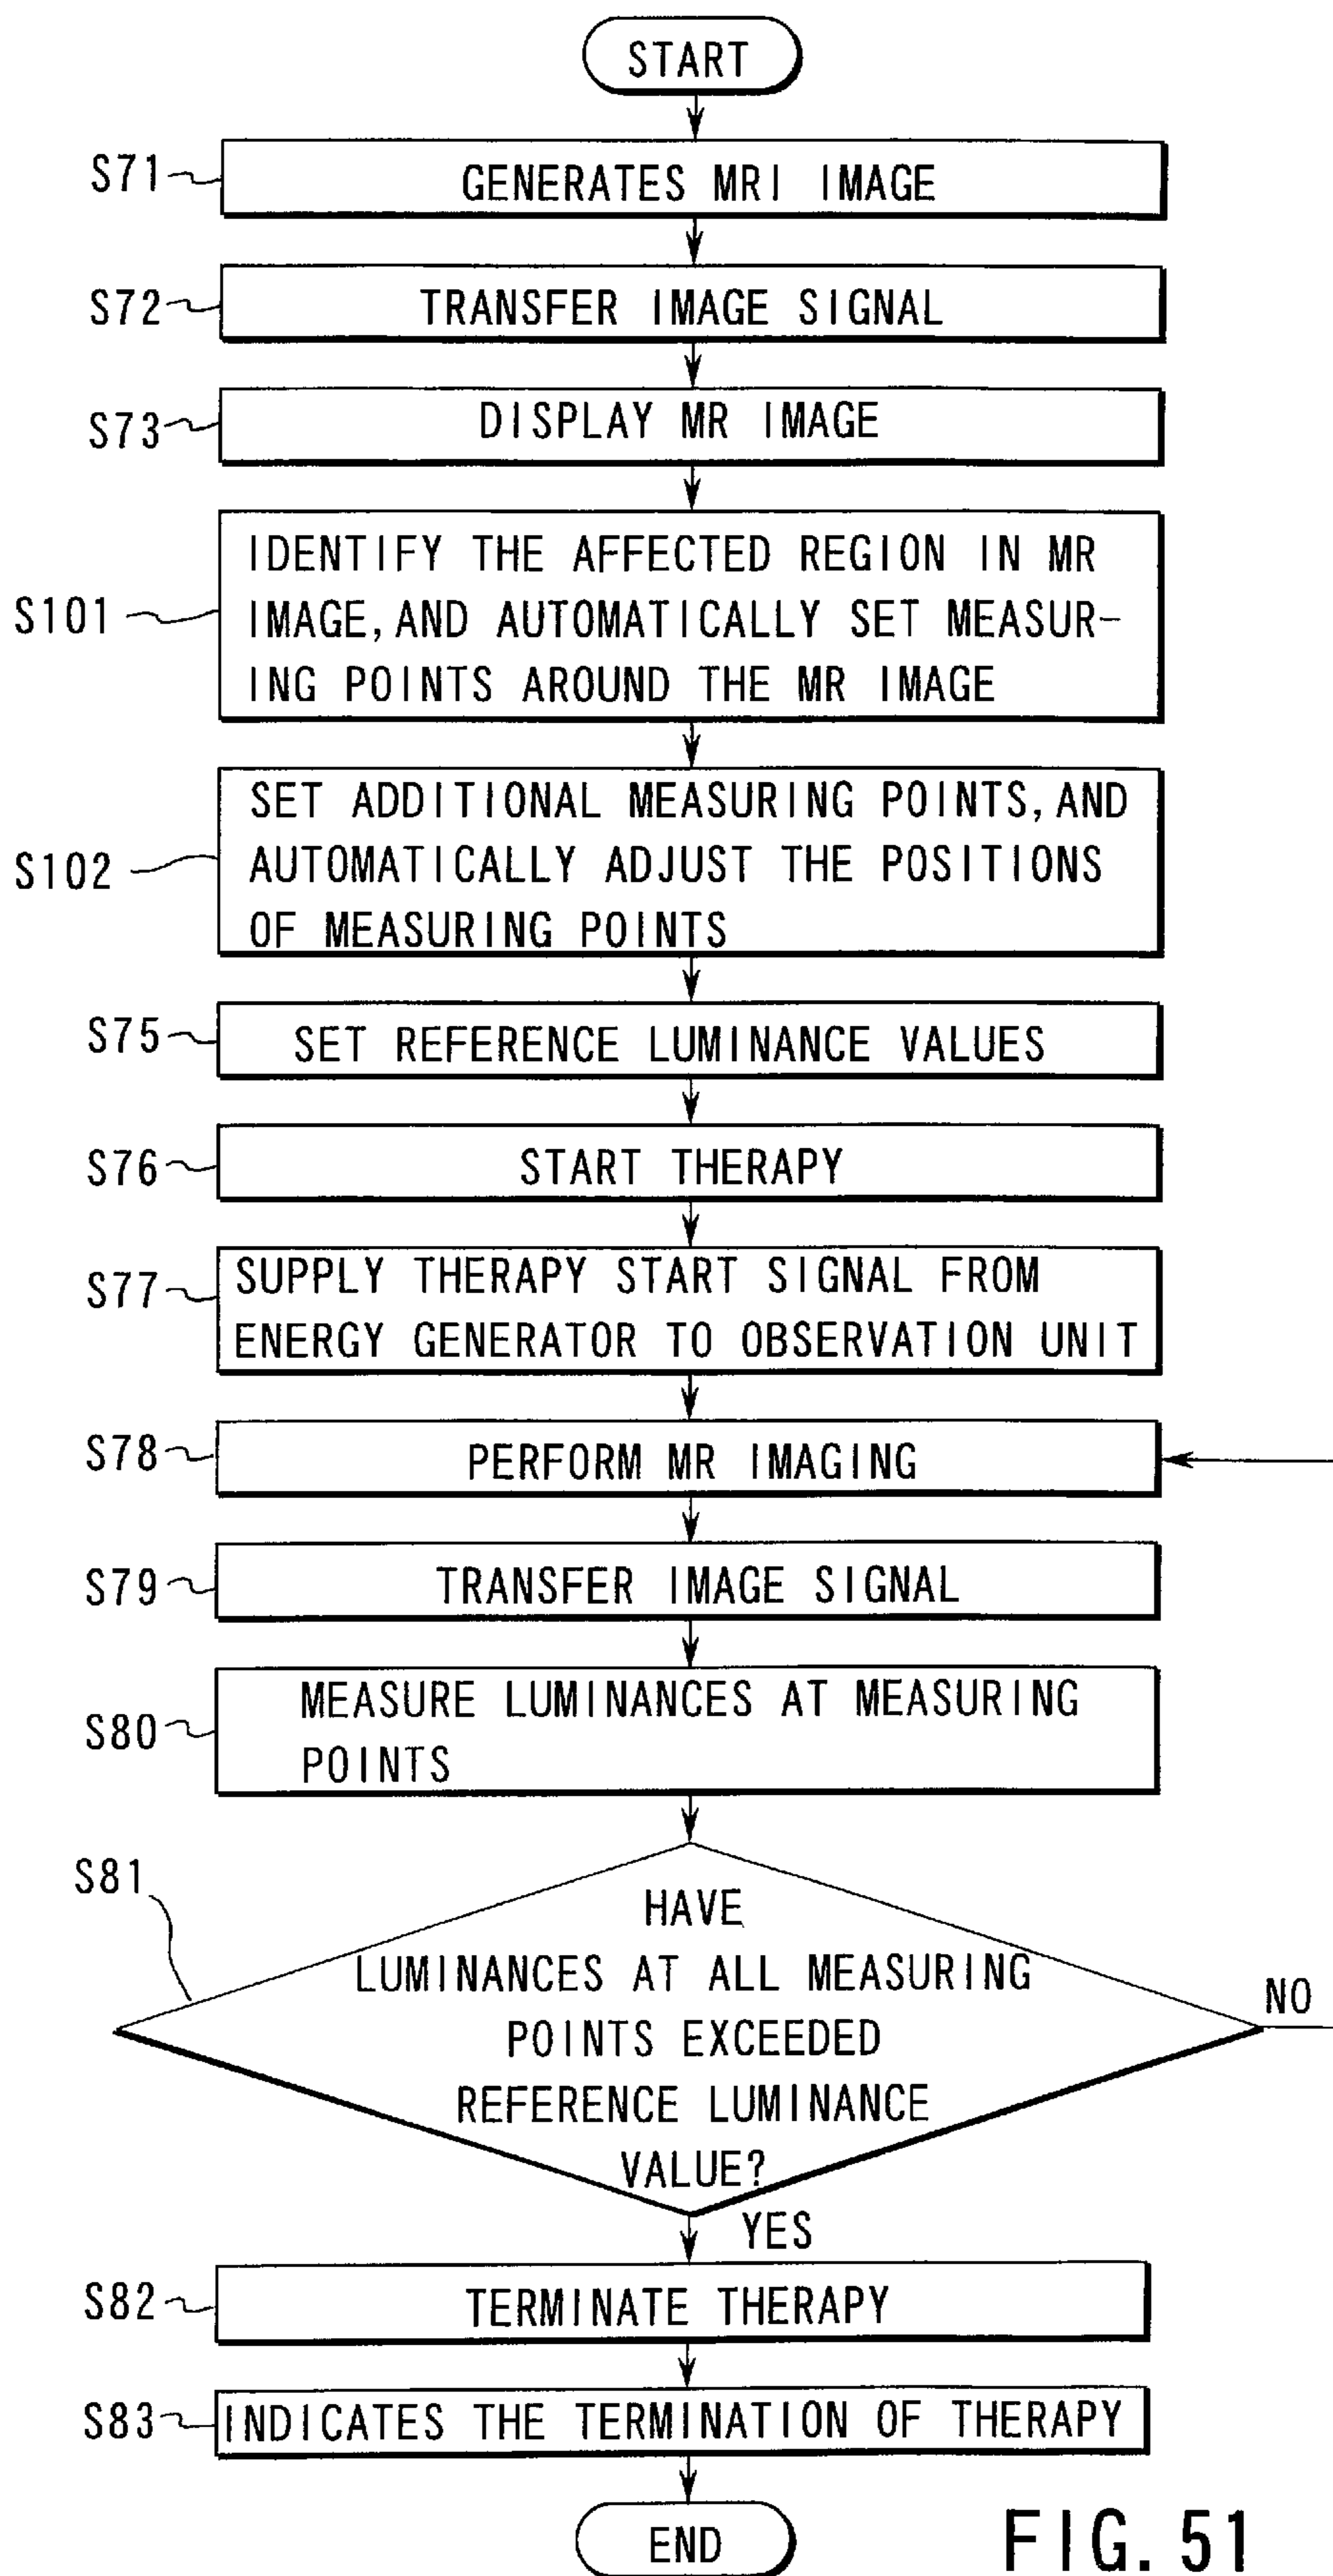 START
S71
GENERATES MRI IMAGE
S72
TRANSFER IMAGE SIGNAL
S73
DISPLAY MR IMAGE
S101
IDENTIFY THE AFFECTED REGION IN MR
IMAGE, AND AUTOMATICALLY SET MEASUR-
ING POINTS AROUND THE MR IMAGE
S102
SET ADDITIONAL MEASURING POINTS, AND
AUTOMATICALLY ADJUST THE POSITIONS
OF MEASURING POINTS
S75
SET REFERENCE LUMINANCE VALUES
S76
START THERAPY
S77
SUPPLY THERAPY START SIGNAL FROM
ENERGY GENERATOR TO OBSERVATION UNIT
S78
PERFORM MR IMAGING
S79
TRANSFER IMAGE SIGNAL
S80
MEASURE LUMINANCES AT MEASURING
POINTS
S81
HAVE
LUMINANCES AT ALL MEASURING
POINTS EXCEEDED
REFERENCE LUMINANCE
VALUE?
NO
YES
S82
TERMINATE THERAPY
S83
INDICATES THE TERMINATION OF THERAPY
END
FIG. 51